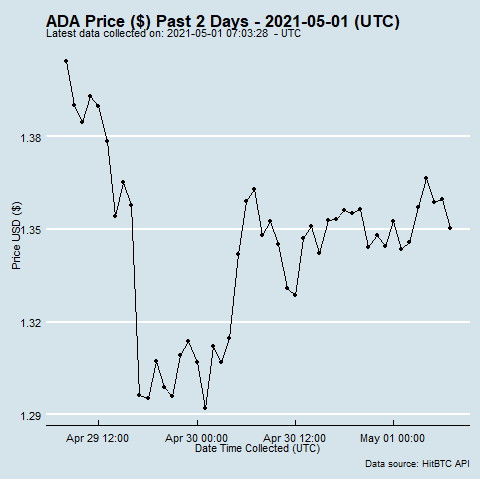 ADA Price ($) Past 2 Days - 2021-05-01 (UTC)
Latest data collected on: 2021-05-01 07:03:28 - UTC
1.38
1.35
1.32
1.29
Price USD ($)
Apr 29 12:00 Apr 30 00:00 Apr 30 12:00 May 01 00:00
Date Time Collected (UTC)
Data source: HitBTC API